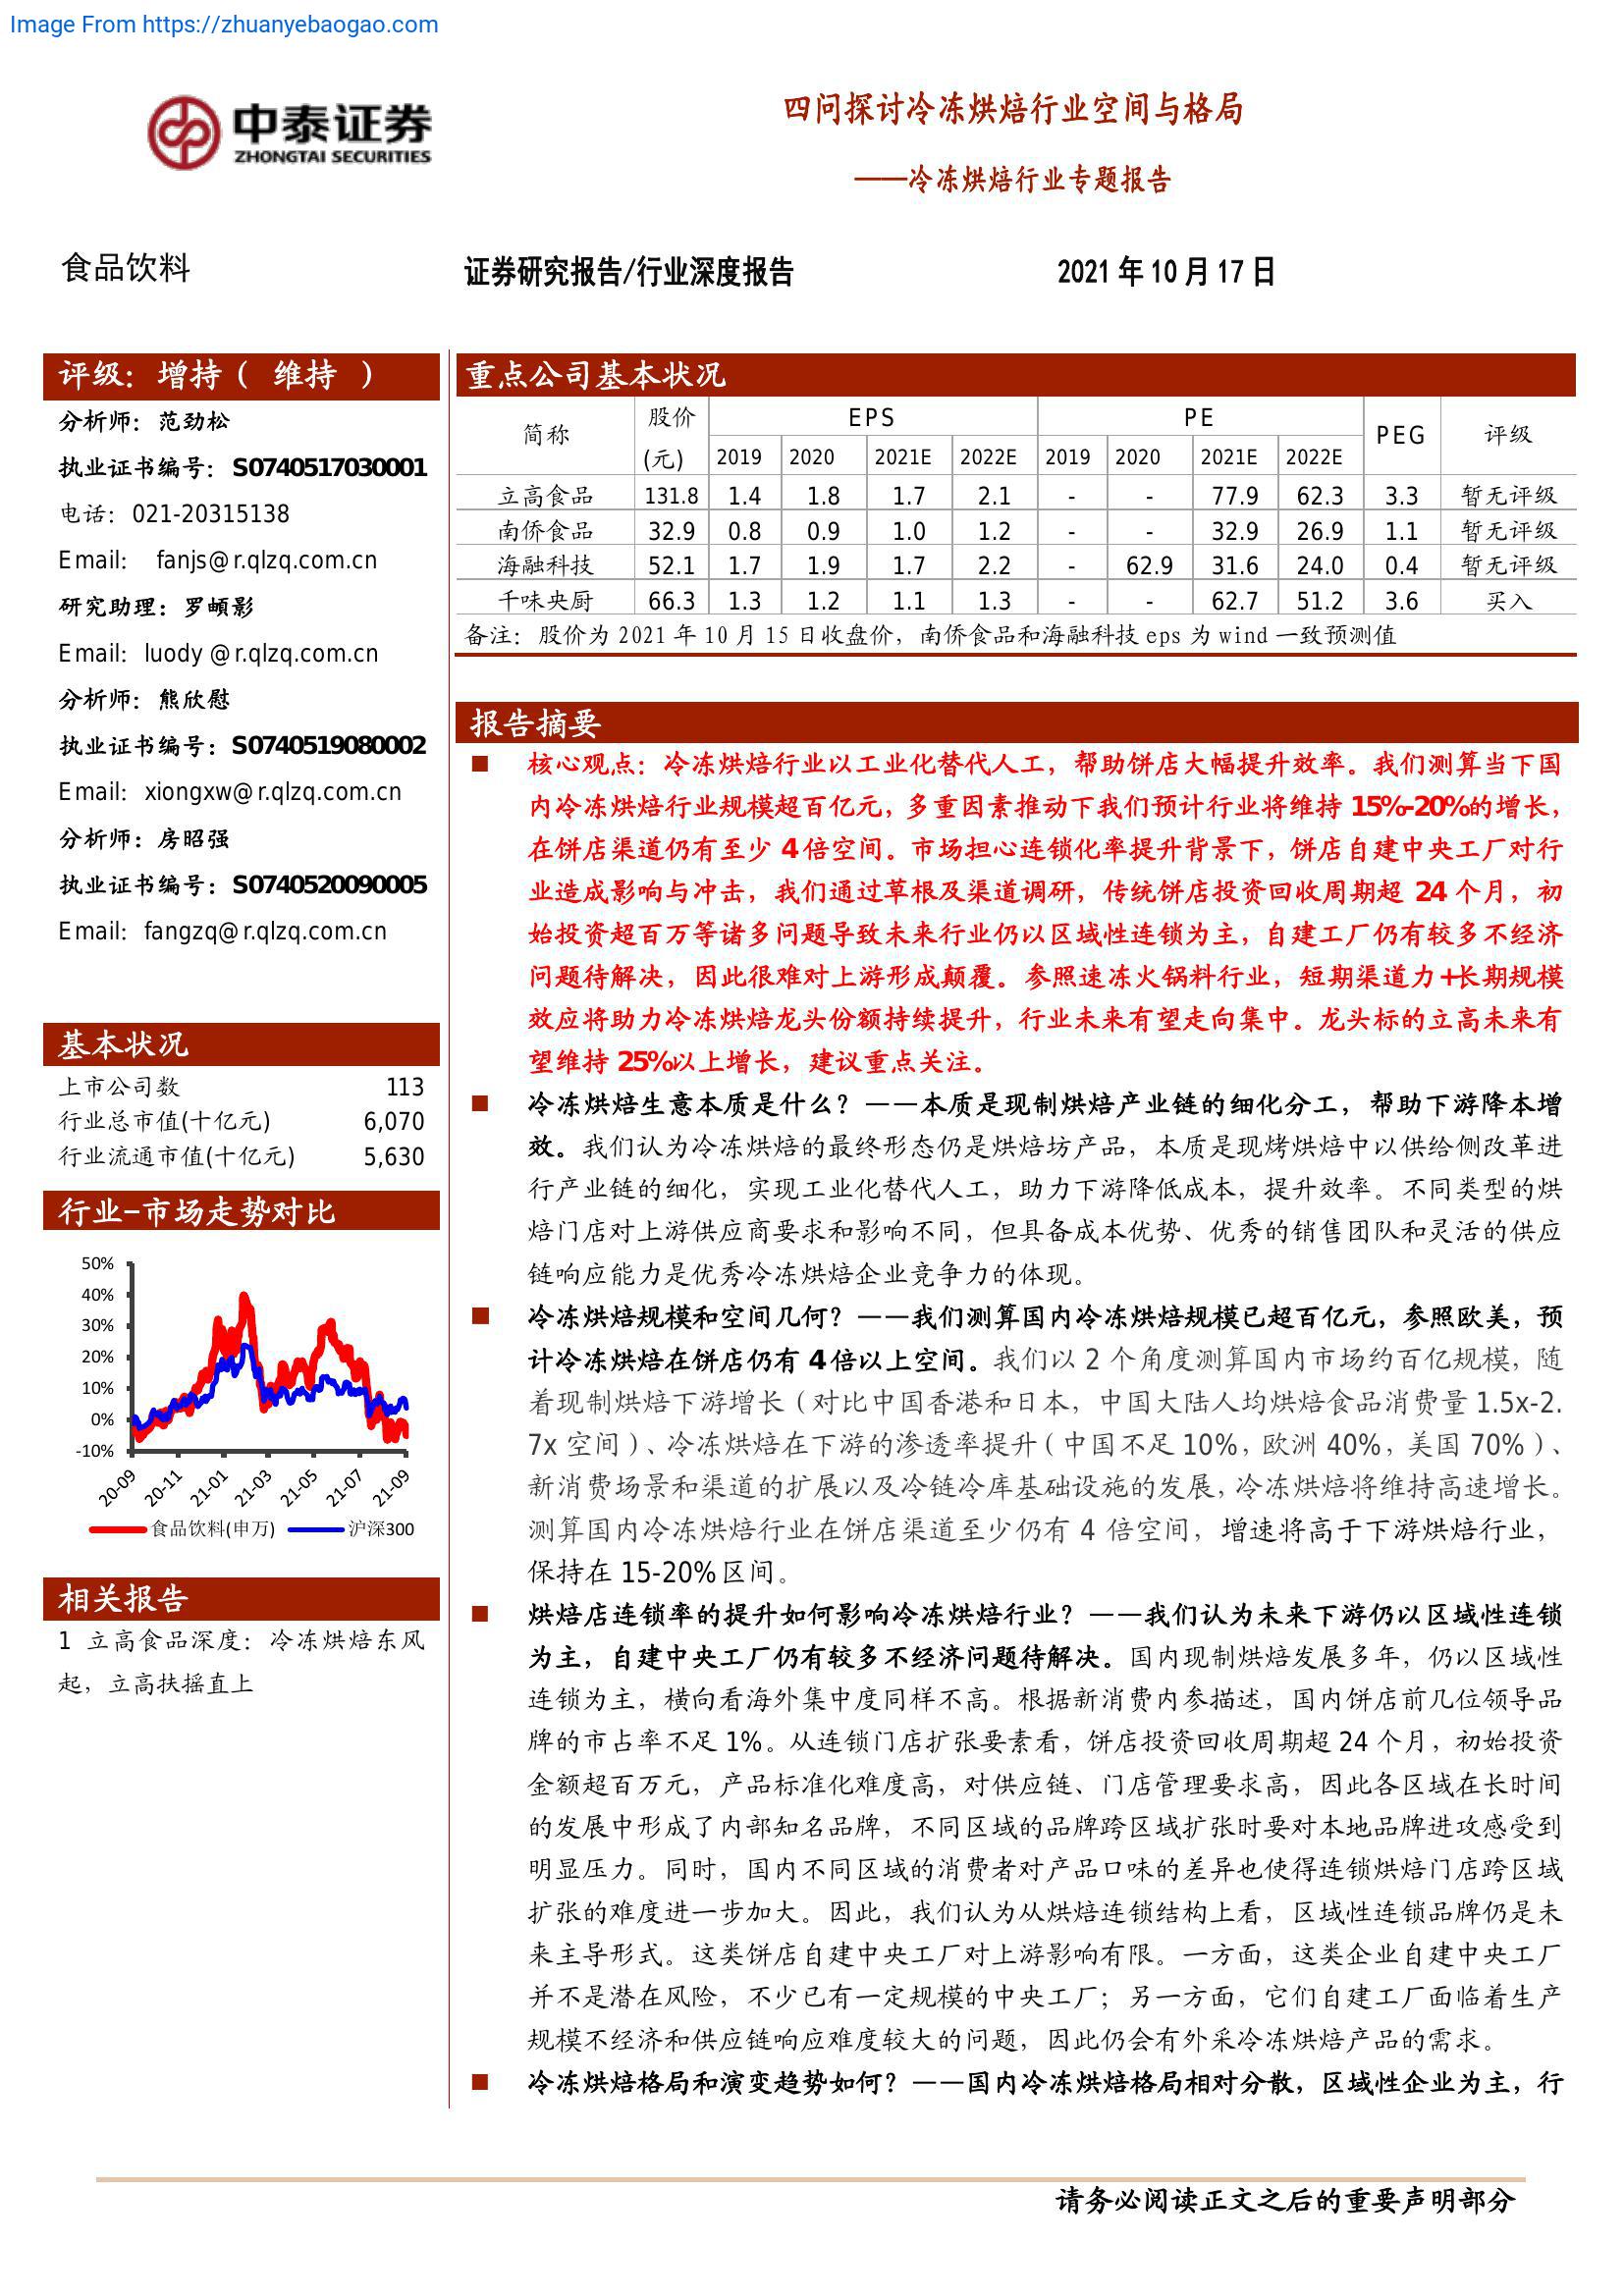 Image From https://zhuanyebaogao.com
中泰证券
ZHONGTAI SECURITIES
四问探讨冷冻烘焙行业空间与格局
——冷冻烘焙行业专题报告
食品饮料
证券研究报告/行业深度报告
2021 年 10 月 17 日
评级：增持（ 维持 ）
分析师：范劲松
执业证书编号：S0740517030001
电话：021-20315138
Email: fanjs@r.qlzq.com.cn
研究助理：罗頔影
Email: luody @r.qlzq.com.cn
分析师：熊欣慰
执业证书编号：S0740519080002
Email: xiongxw@r.qlzq.com.cn
分析师：房昭强
执业证书编号：S0740520090005
Email: fangzq@r.qlzq.com.cn
基本状况
上市公司数 113
行业总市值(十亿元) 6,070
行业流通市值(十亿元) 5,630
行业-市场走势对比
50%
40%
30%
20%
10%
0%
-10%
20-09 20-11 21-01 21-03 21-05 21-07 21-09
食品饮料(申万) 沪深300
相关报告
1 立高食品深度：冷冻烘焙东风
起，立高扶摇直上
重点公司基本状况
简称 股价(元) EPS PE PEG 评级
2019 2020 2021E 2022E 2019 2020 2021E 2022E
立高食品 131.8 1.4 1.8 1.7 2.1 - - 77.9 62.3 3.3 暂无评级
南侨食品 32.9 0.8 0.9 1.0 1.2 - - 32.9 26.9 1.1 暂无评级
海融科技 52.1 1.7 1.9 1.7 2.2 - 62.9 31.6 24.0 0.4 暂无评级
千味央厨 66.3 1.3 1.2 1.1 1.3 - - 62.7 51.2 3.6 买入
备注：股价为 2021 年 10 月 15 日收盘价，南侨食品和海融科技 eps 为 wind 一致预测值
报告摘要
■ 核心观点：冷冻烘焙行业以工业化替代人工，帮助饼店大幅提升效率。我们测算当下国
内冷冻烘焙行业规模超百亿元，多重因素推动下我们预计行业将维持 15%-20%的增长，
在饼店渠道仍有至少 4 倍空间。市场担心连锁化率提升背景下，饼店自建中央工厂对行
业造成影响与冲击，我们通过草根及渠道调研，传统饼店投资回收周期超 24 个月，初
始投资超百万等诸多问题导致未来行业仍以区域性连锁为主，自建工厂仍有较多不经济
问题待解决，因此很难对上游形成颠覆。参照速冻火锅料行业，短期渠道力+长期规模
效应将助力冷冻烘焙龙头份额持续提升，行业未来有望走向集中。龙头标的立高未来有
望维持 25%以上增长，建议重点关注。
■ 冷冻烘焙生意本质是什么？——本质是现制烘焙产业链的细化分工，帮助下游降本增
效。我们认为冷冻烘焙的最终形态仍是烘焙坊产品，本质是现烤烘焙中以供给侧改革进
行产业链的细化，实现工业化替代人工，助力下游降低成本，提升效率。不同类型的烘
焙门店对上游供应商要求和影响不同，但具备成本优势、优秀的销售团队和灵活的供应
链响应能力是优秀冷冻烘焙企业竞争力的体现。
■ 冷冻烘焙规模和空间几何？——我们测算国内冷冻烘焙规模已超百亿元，参照欧美，预
计冷冻烘焙在饼店仍有 4 倍以上空间。我们以 2 个角度测算国内市场约百亿规模，随
着现制烘焙下游增长（对比中国香港和日本，中国大陆人均烘焙食品消费量 1.5x-2.
7x 空间）、冷冻烘焙在下游的渗透率提升（中国不足 10%，欧洲 40%，美国 70%）、
新消费场景和渠道的扩展以及冷链冷库基础设施的发展，冷冻烘焙将维持高速增长。
测算国内冷冻烘焙行业在饼店渠道至少仍有 4 倍空间，增速将高于下游烘焙行业，
保持在 15-20%区间。
■ 烘焙店连锁率的提升如何影响冷冻烘焙行业？——我们认为未来下游仍以区域性连锁
为主，自建中央工厂仍有较多不经济问题待解决。国内现制烘焙发展多年，仍以区域性
连锁为主，横向看海外集中度同样不高。根据新消费内参描述，国内饼店前几位领导品
牌的市占率不足 1%。从连锁门店扩张要素看，饼店投资回收周期超 24 个月，初始投资
金额超百万元，产品标准化难度高，对供应链、门店管理要求高，因此各区域在长时间
的发展中形成了内部知名品牌，不同区域的品牌跨区域扩张时要对本地品牌进攻感受到
明显压力。同时，国内不同区域的消费者对产品口味的差异也使得连锁烘焙门店跨区域
扩张的难度进一步加大。因此，我们认为从烘焙连锁结构上看，区域性连锁品牌仍是未
来主导形式。这类饼店自建中央工厂对上游影响有限。一方面，这类企业自建中央工厂
并不是潜在风险，不少已有一定规模的中央工厂；另一方面，它们自建工厂面临着生产
规模不经济和供应链响应难度较大的问题，因此仍会有外采冷冻烘焙产品的需求。
■ 冷冻烘焙格局和演变趋势如何？——国内冷冻烘焙格局相对分散，区域性企业为主，行
请务必阅读正文之后的重要声明部分